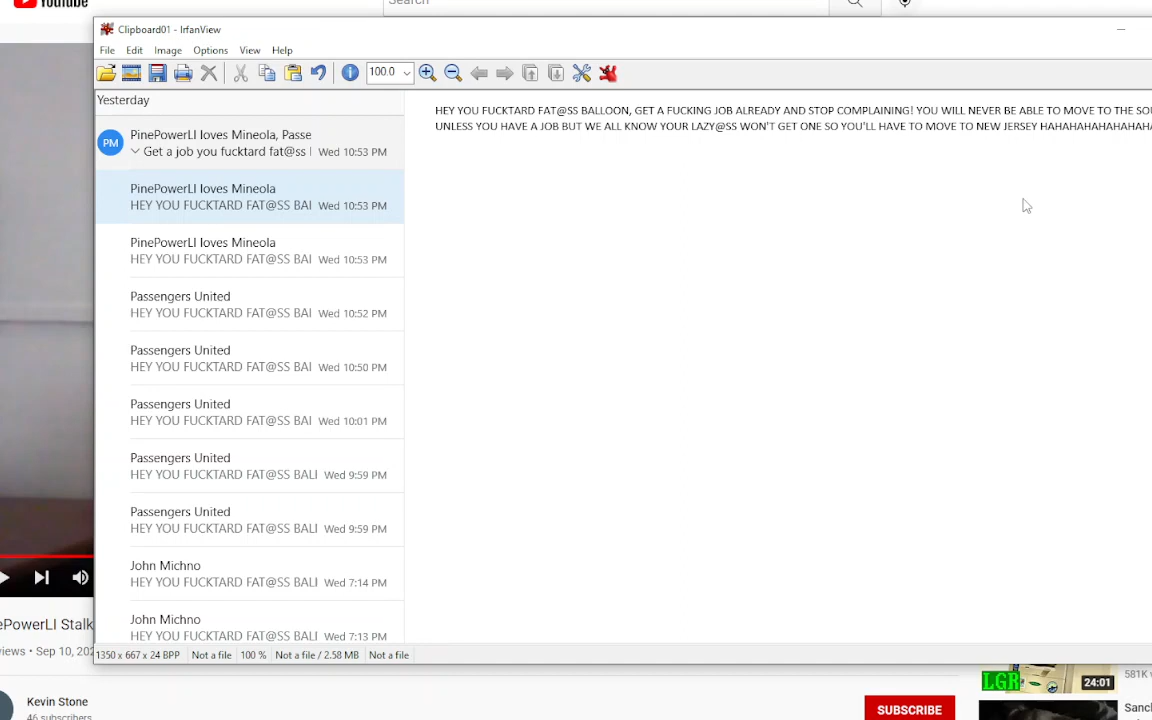 YouTube
Search
Clipboard01 - IrfanView
File Edit Image Options View Help
100.0
Yesterday
PM
PinePowerLI loves Mineola, Passe
Get a job you fucktard fat@ss Wed 10:53 PM
PinePowerLI loves Mineola
HEY YOU FUCKTARD FAT@SS BAI Wed 10:53 PM
PinePowerLI loves Mineola
HEY YOU FUCKTARD FAT@SS BAI Wed 10:53 PM
Passengers United
HEY YOU FUCKTARD FAT@SS BAI Wed 10:52 PM
Passengers United
HEY YOU FUCKTARD FAT@SS BAI Wed 10:50 PM
Passengers United
HEY YOU FUCKTARD FAT@SS BAI Wed 10:01 PM
Passengers United
HEY YOU FUCKTARD FAT@SS BALI Wed 9:59 PM
Passengers United
HEY YOU FUCKTARD FAT@SS BALI Wed 9:59 PM
John Michno
HEY YOU FUCKTARD FAT@SS BALI Wed 7:14 PM
John Michno
HEY YOU FUCKTARD FAT@SS BALI Wed 7:13 PM
HEY YOU FUCKTARD FAT@SS BALLOON, GET A FUCKING JOB ALREADY AND STOP COMPLAINING! YOU WILL NEVER BE ABLE TO MOVE TO THE SOU
UNLESS YOU HAVE A JOB BUT WE ALL KNOW YOUR LAZY@SS WON'T GET ONE SO YOU'LL HAVE TO MOVE TO NEW JERSEY HAHAHAHAHAHAHA
1350 x 667 x 24 BPP Not a file 100 % Not a file / 2.58 MB Not a file
ePowerLI Stalk
iews • Sep 10, 202
Kevin Stone
46 subscribers
SUBSCRIBE
LGR
24:01
581K v
Sancl